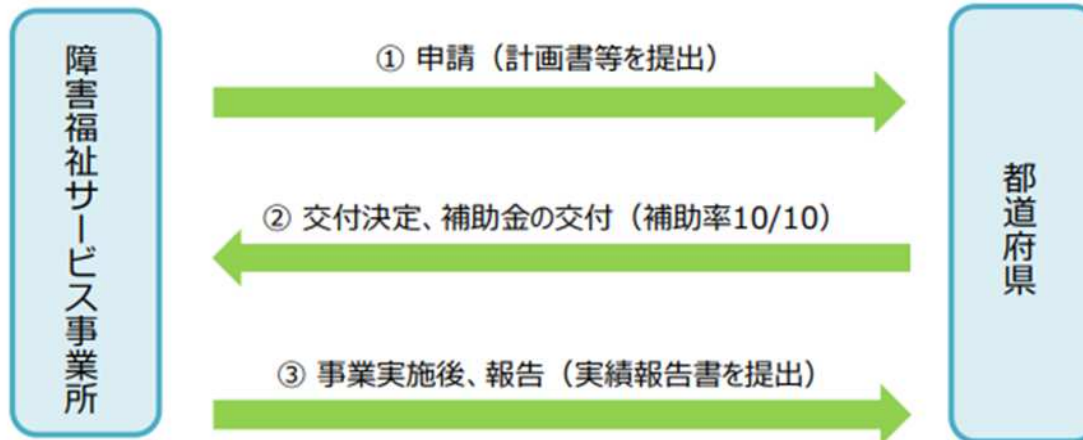 障害福祉サービス事業所
① 申請（計画書等を提出）
② 交付決定、補助金の交付（補助率10/10）
③ 事業実施後、報告（実績報告書を提出）
都道府県